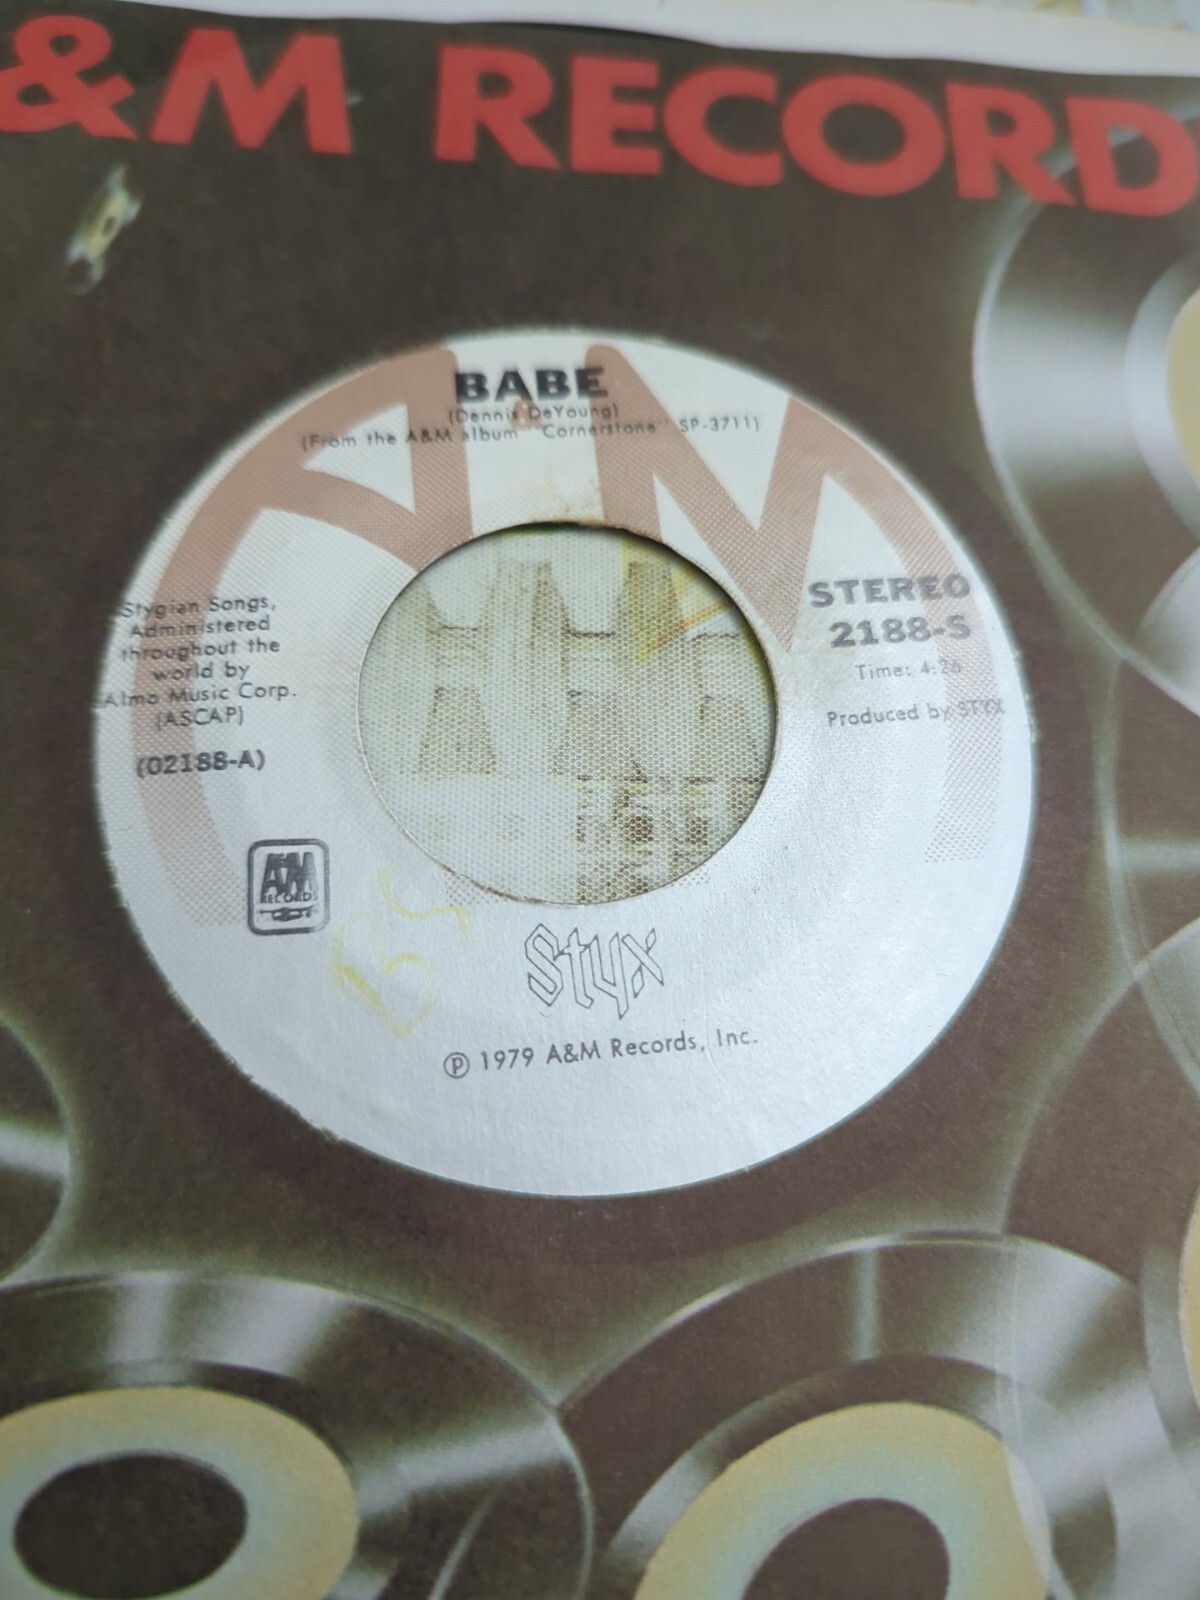 &M RECORD
BABE
(Dennis DeYoung)
(From the A&M album "Cornerstone" SP-3711)
Stygian Songs,
Administered
throughout the
world by
Almo Music Corp.
(ASCAP)
(02188-A)
STEREO
2188-S
Time: 4:26
Produced by STYX
A&M
RECORDS
BS
Styx
Ⓟ 1979 A&M Records, Inc.